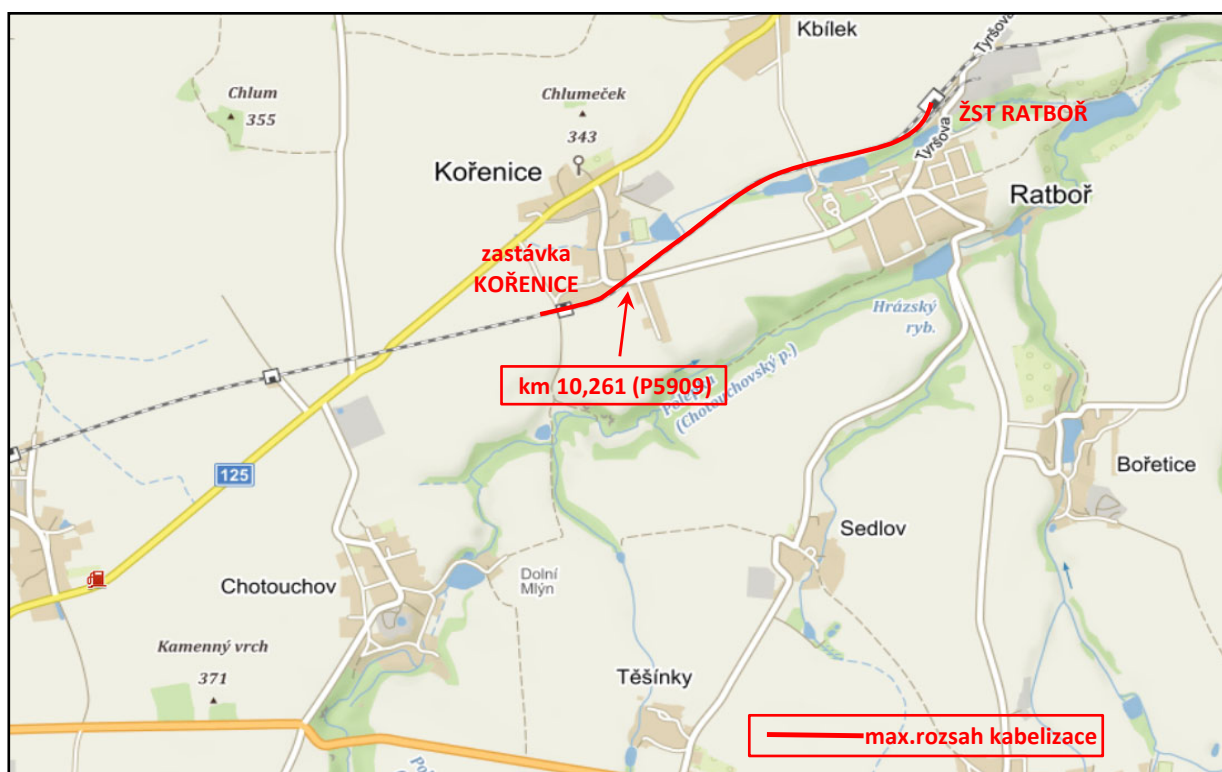 Kbílek
Tyršova
Chlum
355
Chlumeček
343
ŽST RATBOŘ
Tyršova
Kořenice
Ratboř
zastávka
KOŘENICE
Hrázský
ryb.
km 10,261 (P5909)
(Chotouchovský p.)
125
Bořetice
Sedlov
Chotouchov
Dolní
Mlýn
Kamenný vrch
371
Těšínky
max.rozsah kabelizace